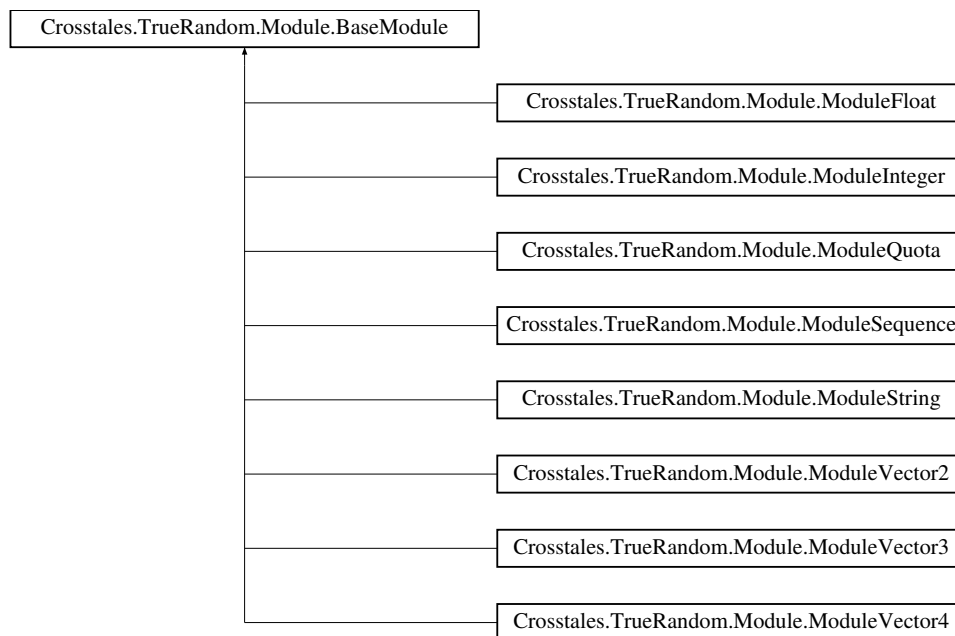 Crosstales.TrueRandom.Module.BaseModule
Crosstales.TrueRandom.Module.ModuleFloat
Crosstales.TrueRandom.Module.ModuleInteger
Crosstales.TrueRandom.Module.ModuleQuota
Crosstales.TrueRandom.Module.ModuleSequence
Crosstales.TrueRandom.Module.ModuleString
Crosstales.TrueRandom.Module.ModuleVector2
Crosstales.TrueRandom.Module.ModuleVector3
Crosstales.TrueRandom.Module.ModuleVector4